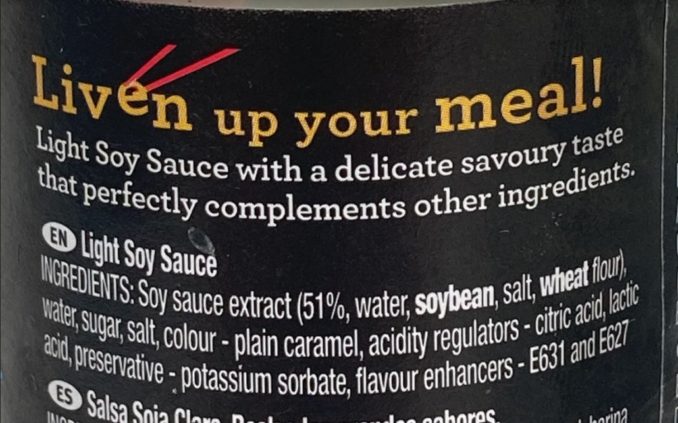 Liven up your meal!
Light Soy Sauce with a delicate savoury taste
that perfectly complements other ingredients.
EN Light Soy Sauce
INGREDIENTS: Soy sauce extract (51%, water, soybean, salt, wheat flour),
water, sugar, salt, colour - plain caramel, acidity regulators - citric acid, lactic
acid, preservative - potassium sorbate, flavour enhancers - E631 and E627
ES Salsa Soja Clara.